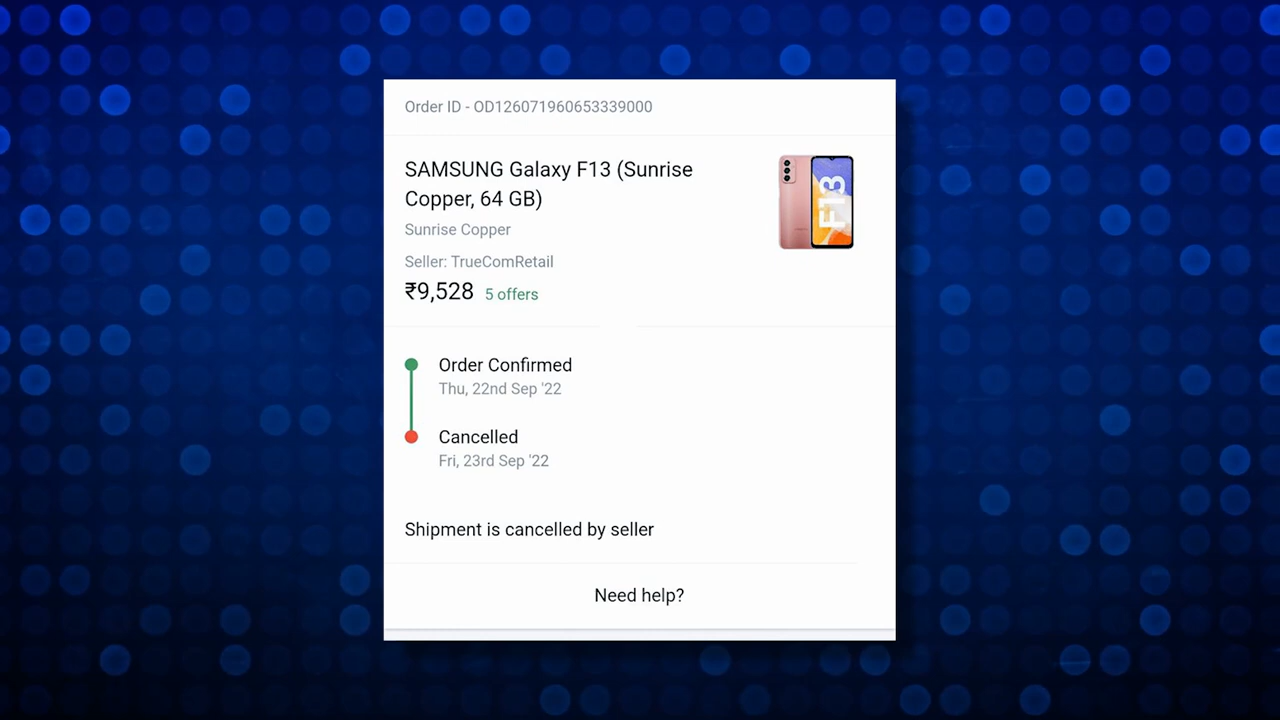 Order ID - OD126071960653339000
SAMSUNG Galaxy F13 (Sunrise
Copper, 64 GB)
Sunrise Copper
Seller: TrueComRetail
₹9,528 5 offers
F13
Order Confirmed
Thu, 22nd Sep '22
Cancelled
Fri, 23rd Sep '22
Shipment is cancelled by seller
Need help?